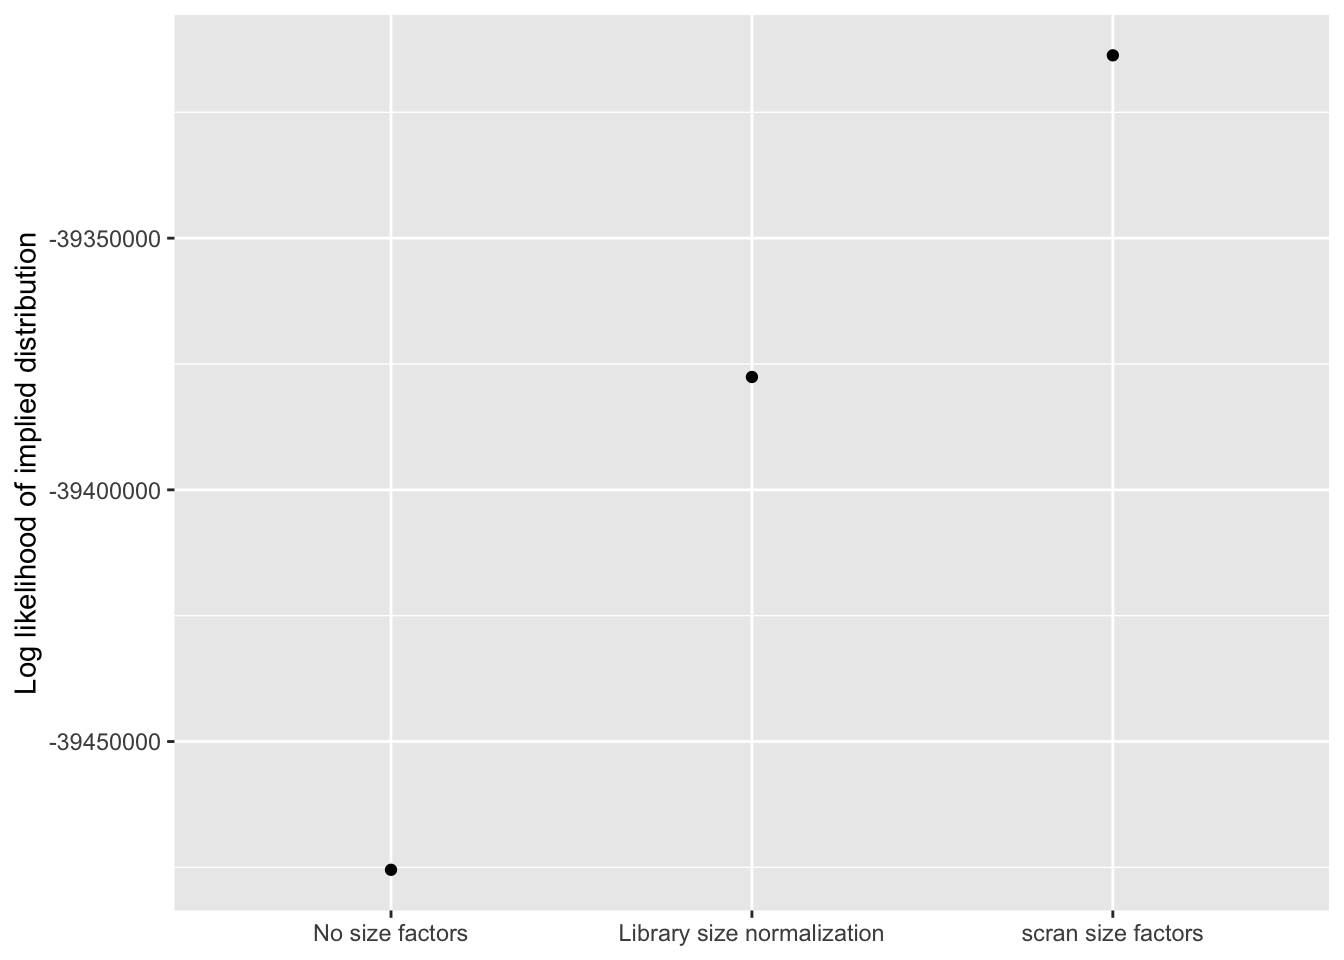 Log likelihood of implied distribution
-39350000
-39400000
-39450000
No size factors
Library size normalization
scran size factors